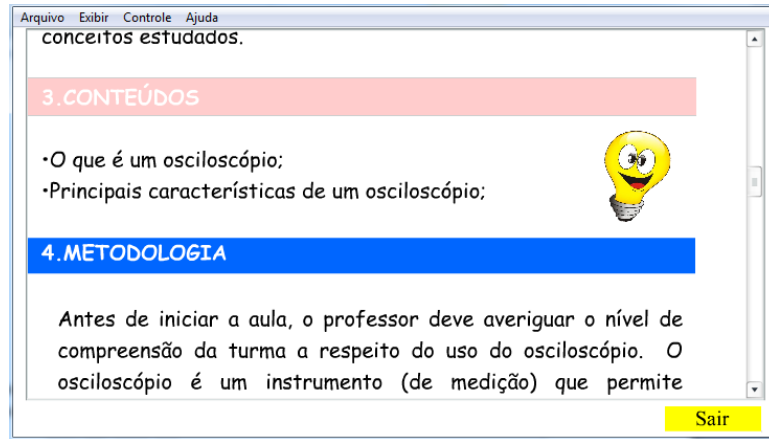 Arquivo Exibir Controle Ajuda
conceitos estudados.
3.CONTEÚDOS
•O que é um osciloscópio;
•Principais características de um osciloscópio;
4.METODOLOGIA
Antes de iniciar a aula, o professor deve averiguar o nível de
compreensão da turma a respeito do uso do osciloscópio. O
osciloscópio é um instrumento (de medição) que permite
Sair